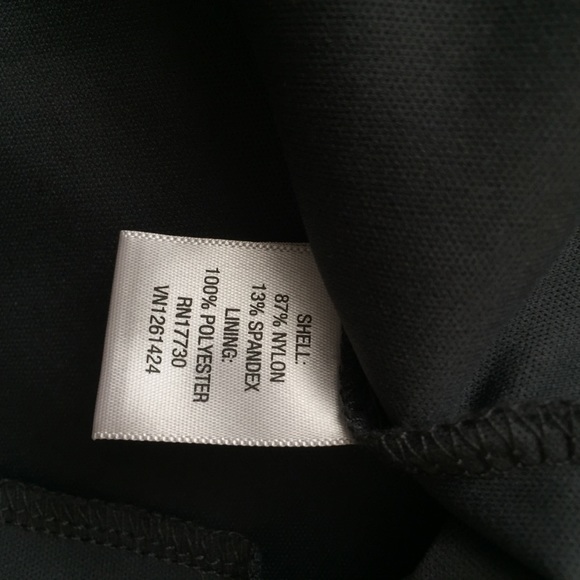 SHELL:
87% NYLON
13% SPANDEX
LINING:
100% POLYESTER
RN17730
VN1261424